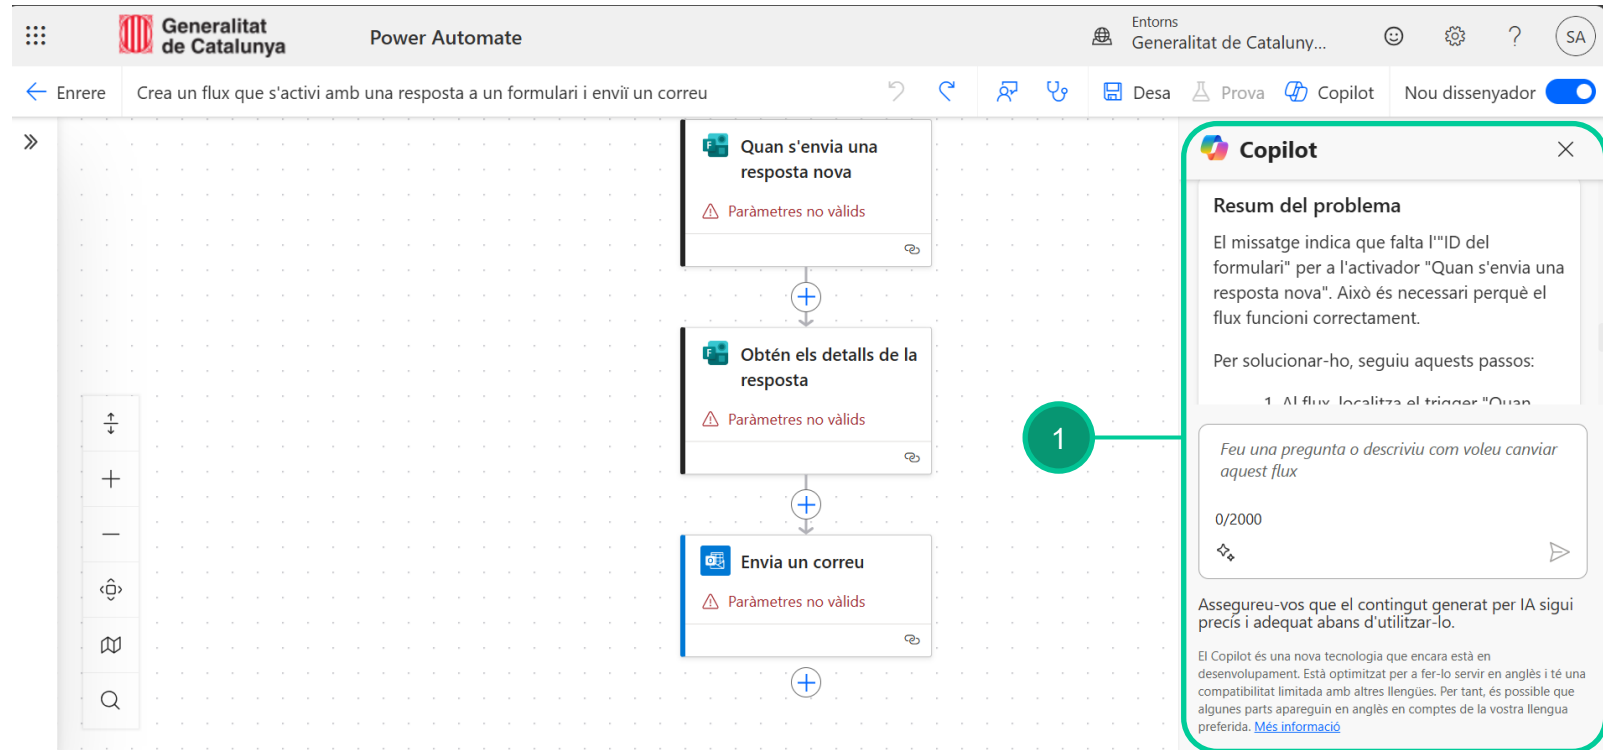 Generalitat
de Catalunya
Power Automate
Entorns
Generalitat de Cataluny...
SA
Enrere
Crea un flux que s'activi amb una resposta a un formulari i enviï un correu
Desa
Prova
Copilot
Nou dissenyador
Quan s'envia una
resposta nova
Paràmetres no vàlids
Obtén els detalls de la
resposta
Paràmetres no vàlids
Envia un correu
Paràmetres no vàlids
1
Copilot
Resum del problema
El missatge indica que falta l'"ID del
formulari" per a l'activador "Quan s'envia una
resposta nova". Això és necessari perquè el
flux funcioni correctament.
Per solucionar-ho, seguiu aquests passos:
1. Al flux, localitza el trigger "Quan
Feu una pregunta o descriviu com voleu canviar
aquest flux
0/2000
Assegureu-vos que el contingut generat per IA sigui
precís i adequat abans d'utilitzar-lo.
El Copilot és una nova tecnologia que encara està en
desenvolupament. Està optimitzat per a fer-lo servir en anglès i té una
compatibilitat limitada amb altres llengües. Per tant, és possible que
algunes parts apareguin en anglès en comptes de la vostra llengua
preferida. Més informació